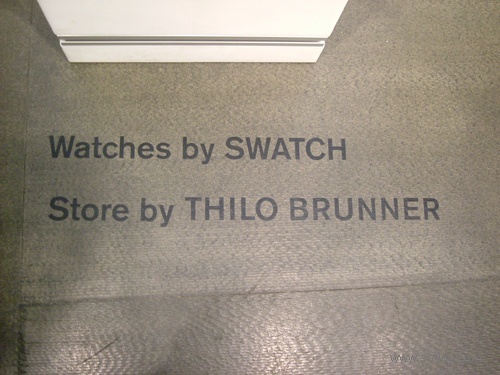 Watches by SWATCH
Store by THILO BRUNNER